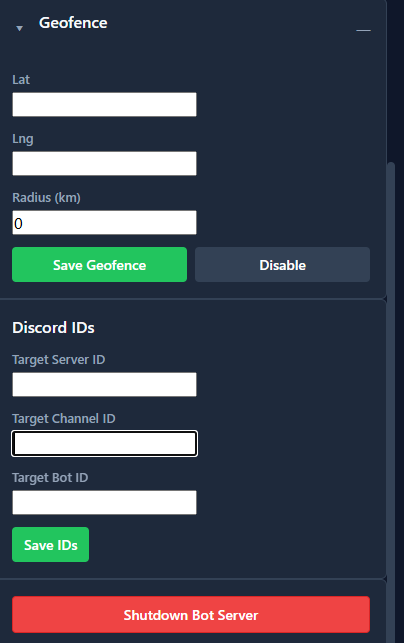 Geofence
Lat
Lng
Radius (km)
0
Save Geofence Disable
Discord IDs
Target Server ID
Target Channel ID
Target Bot ID
Save IDs
Shutdown Bot Server